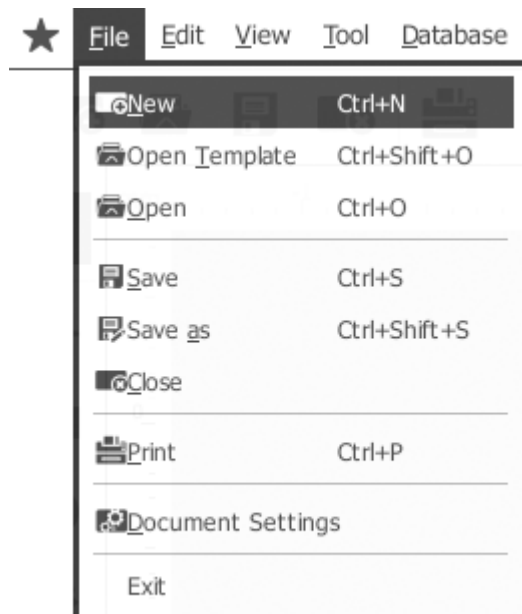 File Edit View Tool Database
New Ctrl+N
Open Template Ctrl+Shift+O
Open Ctrl+O
Save Ctrl+S
Save as Ctrl+Shift+S
Close
Print Ctrl+P
Document Settings
Exit